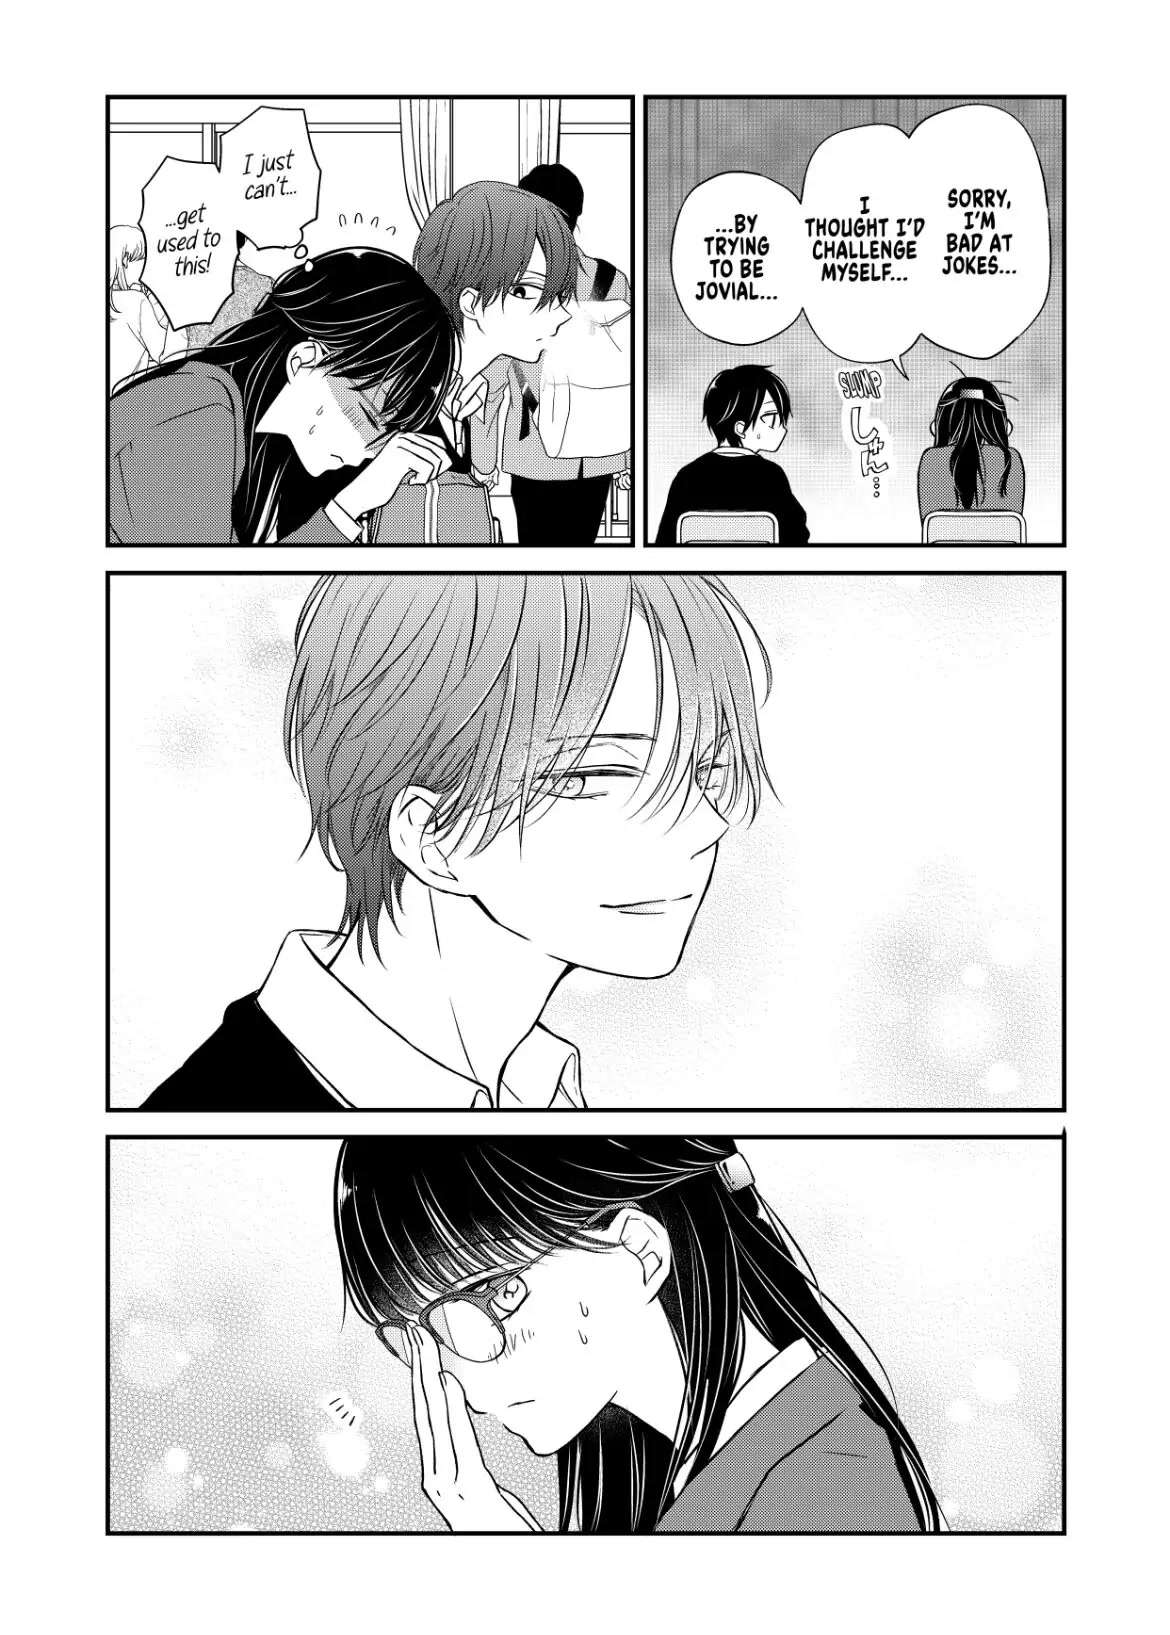 SORRY,
I'M
BAD AT
JOKES...
I
THOUGHT I'D
CHALLENGE
MYSELF...
...BY
TRYING
TO BE
JOVIAL...
SLUMP
しゅん...
I just
can't...
...get
used to
this!